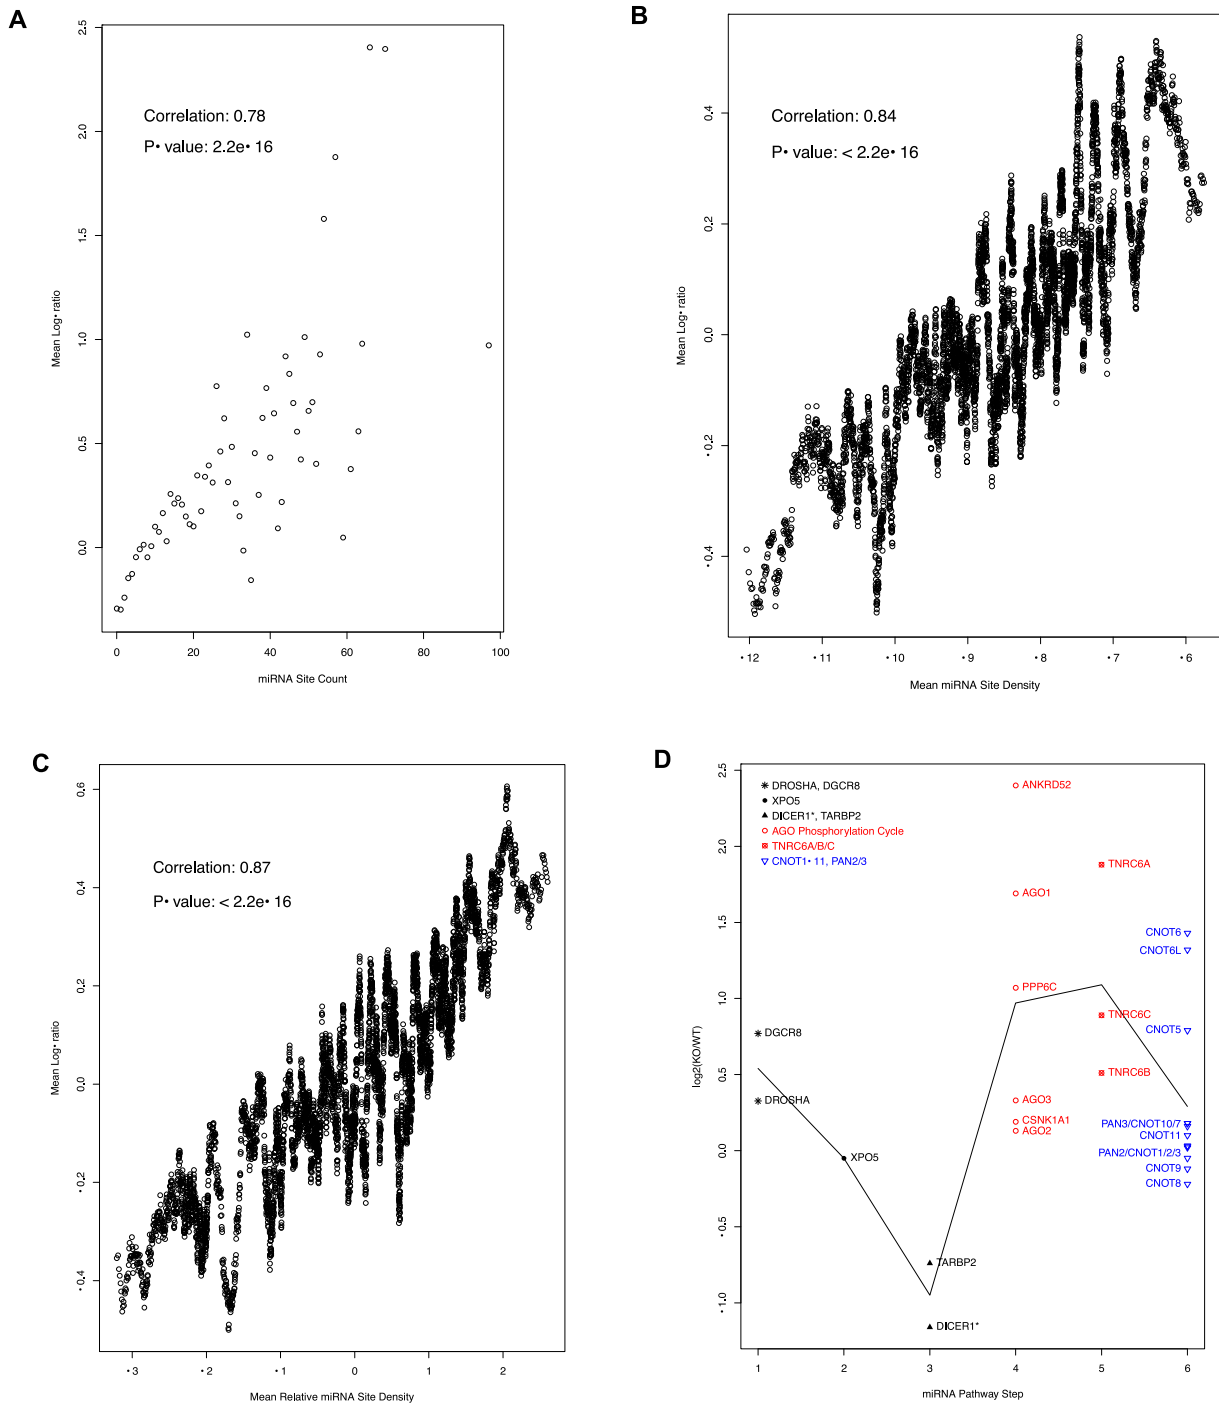 A
Correlation: 0.78
P• value: 2.2e• 16
Mean Log• ratio
2.5
2.0
1.5
1.0
0.5
0.0
0 20 40 60 80 100
miRNA Site Count
B
Correlation: 0.84
P• value: < 2.2e• 16
Mean Log• ratio
0.4
0.2
0.0
• 0.2
• 0.4
• 12 • 11 • 10 • 9 • 8 • 7 • 6
Mean miRNA Site Density
C
Correlation: 0.87
P• value: < 2.2e• 16
Mean Log• ratio
0.6
0.4
0.2
0.0
• 0.2
• 0.4
• 3 • 2 • 1 0 1 2
Mean Relative miRNA Site Density
D
DROSHA, DGCR8
XPO5
DICER1*, TARBP2
AGO Phosphorylation Cycle
TNRC6A/B/C
CNOT1• 11, PAN2/3
log2(KO/WT)
2.5
2.0
1.5
1.0
0.5
0.0
• 0.5
• 1.0
DGCR8
DROSHA
XPO5
TARBP2
DICER1*
ANKRD52
AGO1
PPP6C
AGO3
CSNK1A1
AGO2
TNRC6A
TNRC6C
TNRC6B
CNOT6
CNOT6L
CNOT5
PAN3/CNOT10/7
CNOT11
PAN2/CNOT1/2/3
CNOT9
CNOT8
1 2 3 4 5 6
miRNA Pathway Step